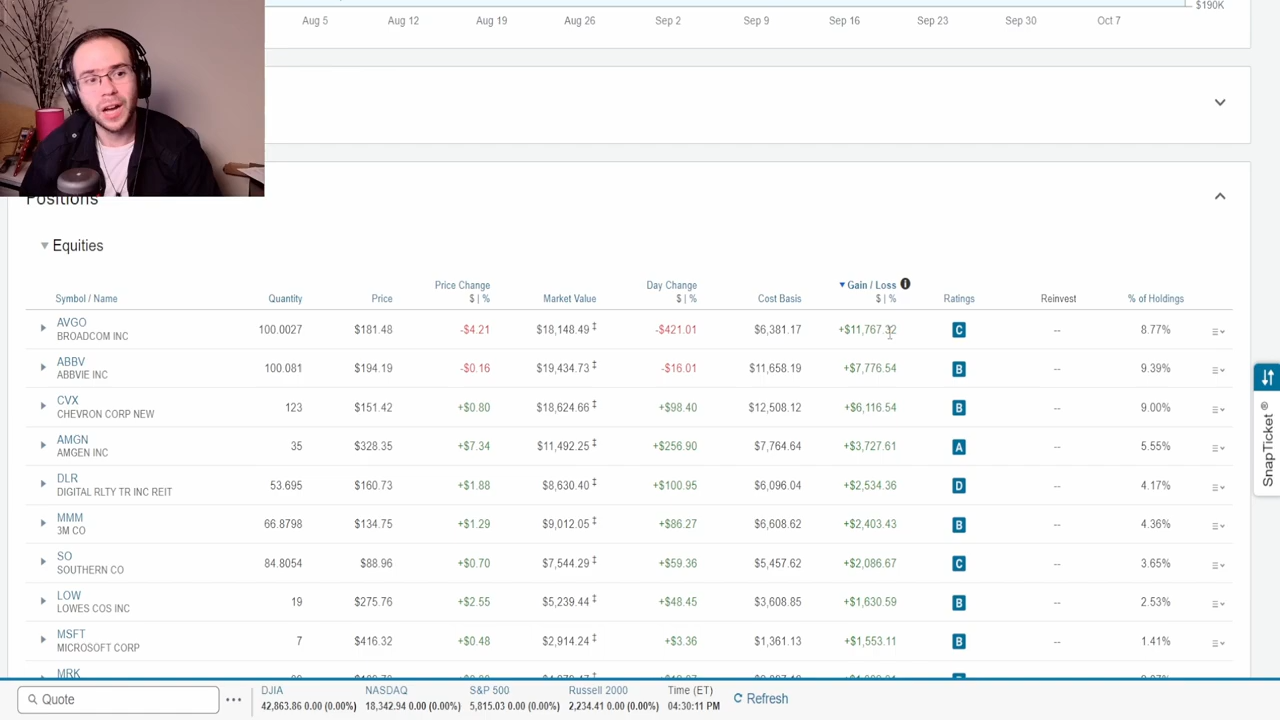 $190K
Aug 5 Aug 12 Aug 19 Aug 26 Sep 2 Sep 9 Sep 16 Sep 23 Sep 30 Oct 7
Positions
Equities
Symbol / Name Quantity Price Price Change $ | % Market Value Day Change $ | % Cost Basis Gain / Loss $ | % Ratings Reinvest % of Holdings
AVGO
BROADCOM INC
100.0027 $181.48 -$4.21 $18,148.49 ‡ -$421.01 $6,381.17 +$11,767.32 C -- 8.77%
ABBV
ABBVIE INC
100.081 $194.19 -$0.16 $19,434.73 ‡ -$16.01 $11,658.19 +$7,776.54 B -- 9.39%
CVX
CHEVRON CORP NEW
123 $151.42 +$0.80 $18,624.66 ‡ +$98.40 $12,508.12 +$6,116.54 B -- 9.00%
AMGN
AMGEN INC
35 $328.35 +$7.34 $11,492.25 ‡ +$256.90 $7,764.64 +$3,727.61 A -- 5.55%
DLR
DIGITAL RLTY TR INC REIT
53.695 $160.73 +$1.88 $8,630.40 ‡ +$100.95 $6,096.04 +$2,534.36 D -- 4.17%
MMM
3M CO
66.8798 $134.75 +$1.29 $9,012.05 ‡ +$86.27 $6,608.62 +$2,403.43 B -- 4.36%
SO
SOUTHERN CO
84.8054 $88.96 +$0.70 $7,544.29 ‡ +$59.36 $5,457.62 +$2,086.67 C -- 3.65%
LOW
LOWES COS INC
19 $275.76 +$2.55 $5,239.44 ‡ +$48.45 $3,608.85 +$1,630.59 B -- 2.53%
MSFT
MICROSOFT CORP
7 $416.32 +$0.48 $2,914.24 ‡ +$3.36 $1,361.13 +$1,553.11 B -- 1.41%
MRK
SnapTicket ®
Quote
DJIA NASDAQ S&P 500 Russell 2000 Time (ET)
42,863.86 0.00 (0.00%) 18,342.94 0.00 (0.00%) 5,815.03 0.00 (0.00%) 2,234.41 0.00 (0.00%) 04:30:11 PM
Refresh